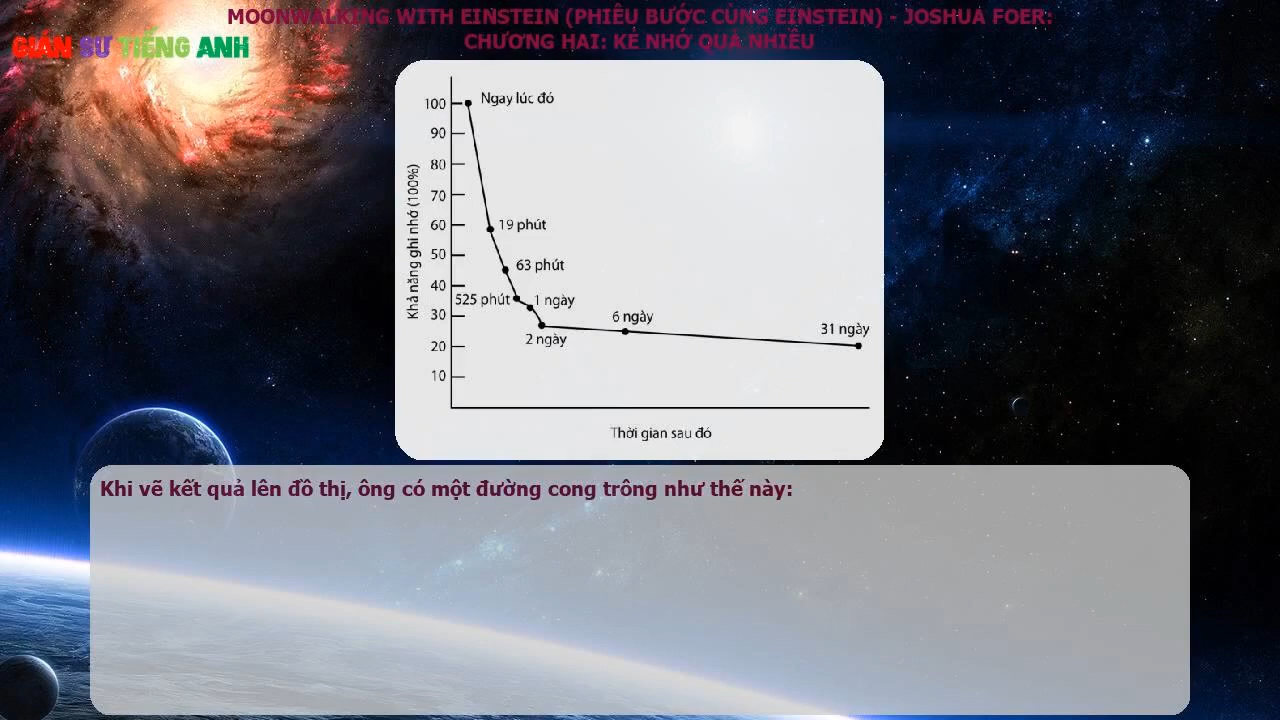 MOONWALKING WITH EINSTEIN (PHIÊU BƯỚC CÙNG EINSTEIN) - JOSHUA FOER:
CHƯƠNG HAI: KẺ NHỚ QUÁ NHIỀU
GIÁN SƯ TIẾNG ANH
Ngay lúc đó
100
90
80
70
60
50
40
30
20
10
Khả năng ghi nhớ (100%)
19 phút
63 phút
525 phút
1 ngày
2 ngày
6 ngày
31 ngày
Thời gian sau đó
Khi vẽ kết quả lên đồ thị, ông có một đường cong trông như thế này: